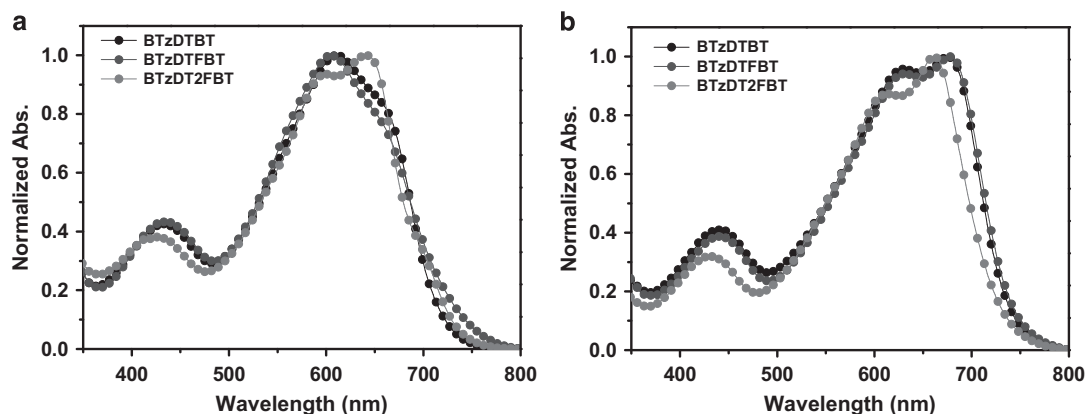 a
BTzDTBT
BTzDTFBT
BTzDT2FBT
Normalized Abs.
1.0
0.8
0.6
0.4
0.2
0.0
400 500 600 700 800
Wavelength (nm)
b
BTzDTBT
BTzDTFBT
BTzDT2FBT
Normalized Abs.
1.0
0.8
0.6
0.4
0.2
0.0
400 500 600 700 800
Wavelength (nm)